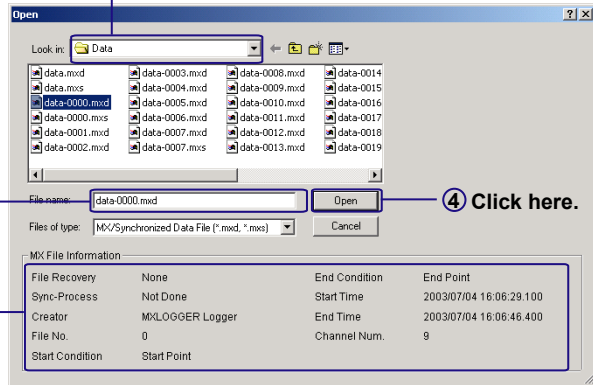 Open
Look in: Data
data.mxd data-0003.mxd data-0008.mxd data-0014
data.mxs data-0004.mxd data-0009.mxd data-0015
data-0000.mxd data-0005.mxd data-0010.mxd data-0016
data-0000.mxs data-0006.mxd data-0011.mxd data-0017
data-0001.mxd data-0007.mxd data-0012.mxd data-0018
data-0002.mxd data-0007.mxs data-0013.mxd data-0019
File name: data-0000.mxd Open ④ Click here.
Files of type: MX/Synchronized Data File (*.mxd, *.mxs) Cancel
MX File Information
File Recovery None End Condition End Point
Sync-Process Not Done Start Time 2003/07/04 16:06:29.100
Creator MXLOGGER Logger End Time 2003/07/04 16:06:46.400
File No. 0 Channel Num. 9
Start Condition Start Point